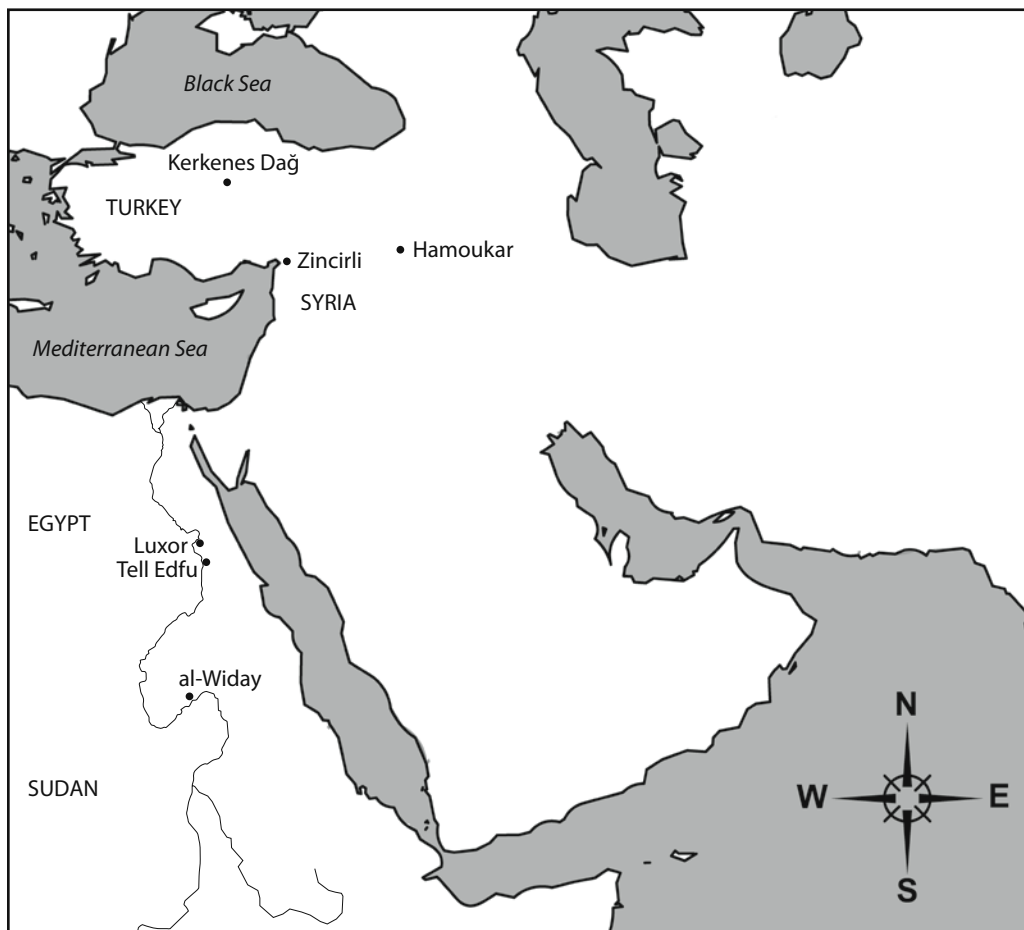 Black Sea
Kerkenes Dağ
TURKEY
Zincirli
Hamoukar
SYRIA
Mediterranean Sea
EGYPT
Luxor
Tell Edfu
al-Widay
SUDAN
N
W
E
S